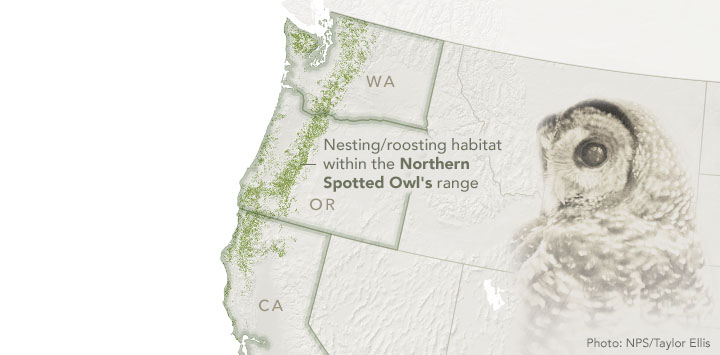 WA
Nesting/roosting habitat
within the Northern
Spotted Owl's range
OR
CA
Photo: NPS/Taylor Ellis